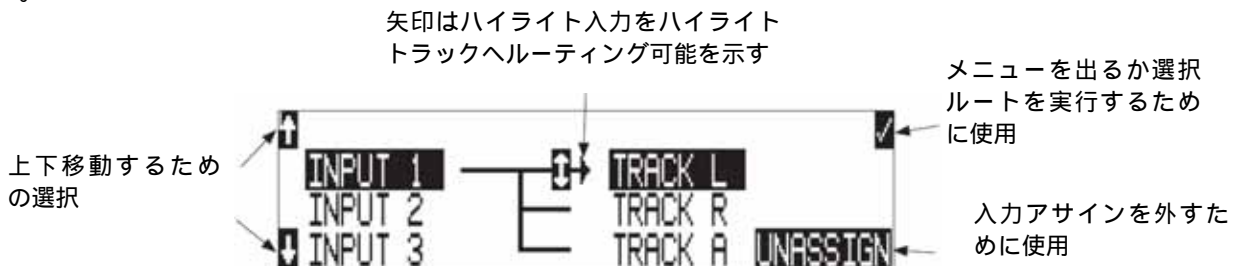 。
矢印はハイライト入力をハイライト
トラックへルーティング可能を示す
メニューを出るか選択
ルートを実行するため
に使用
上下移動するため
の選択
INPUT 1 TRACK L
INPUT 2 TRACK R
INPUT 3 TRACK A UNASSIGN
入力アサインを外すた
めに使用